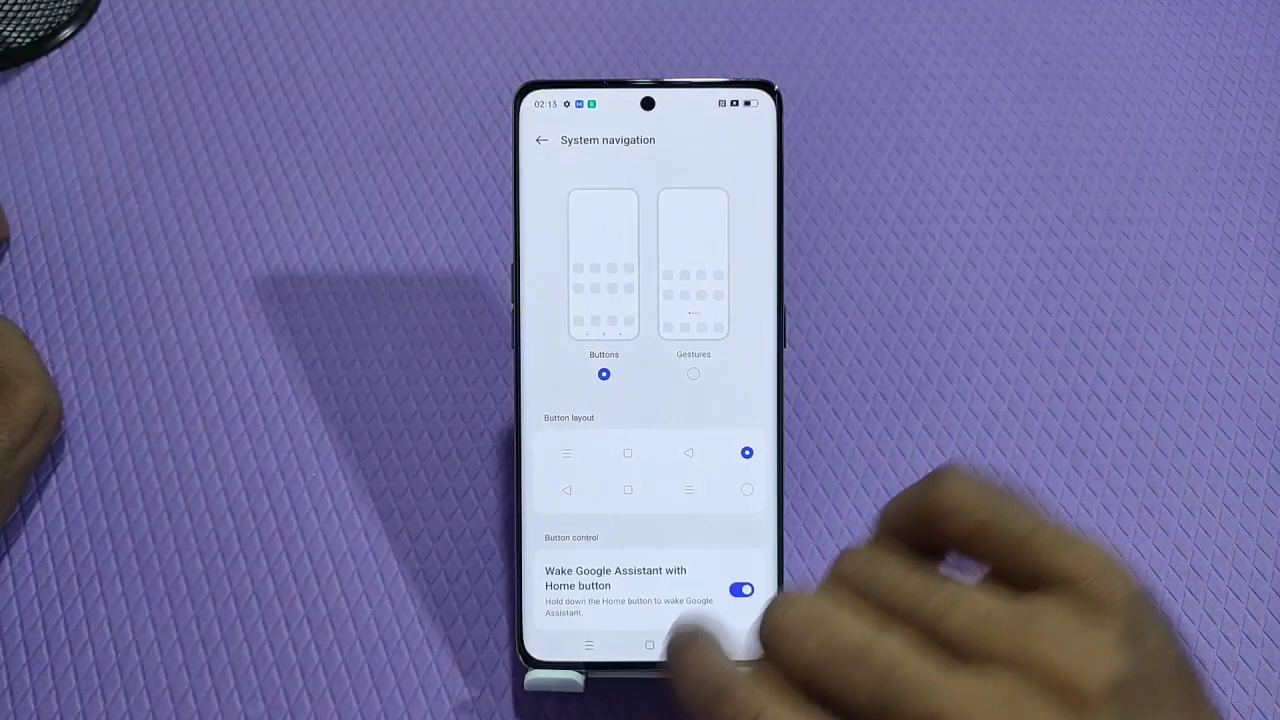 02:13
System navigation
Buttons
Gestures
Button layout
Button control
Wake Google Assistant with
Home button
Hold down the Home button to wake Google
Assistant.